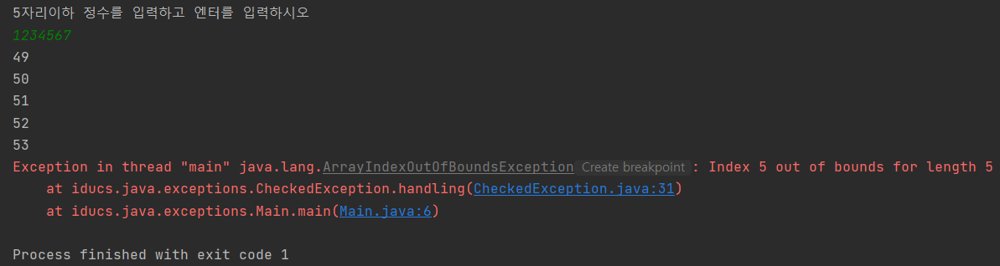 5자리이하 정수를 입력하고 엔터를 입력하시오
1234567
49
50
51
52
53
Exception in thread "main" java.lang.ArrayIndexOutOfBoundsException Create breakpoint : Index 5 out of bounds for length 5
at iducs.java.exceptions.CheckedException.handling(CheckedException.java:31)
at iducs.java.exceptions.Main.main(Main.java:6)
Process finished with exit code 1